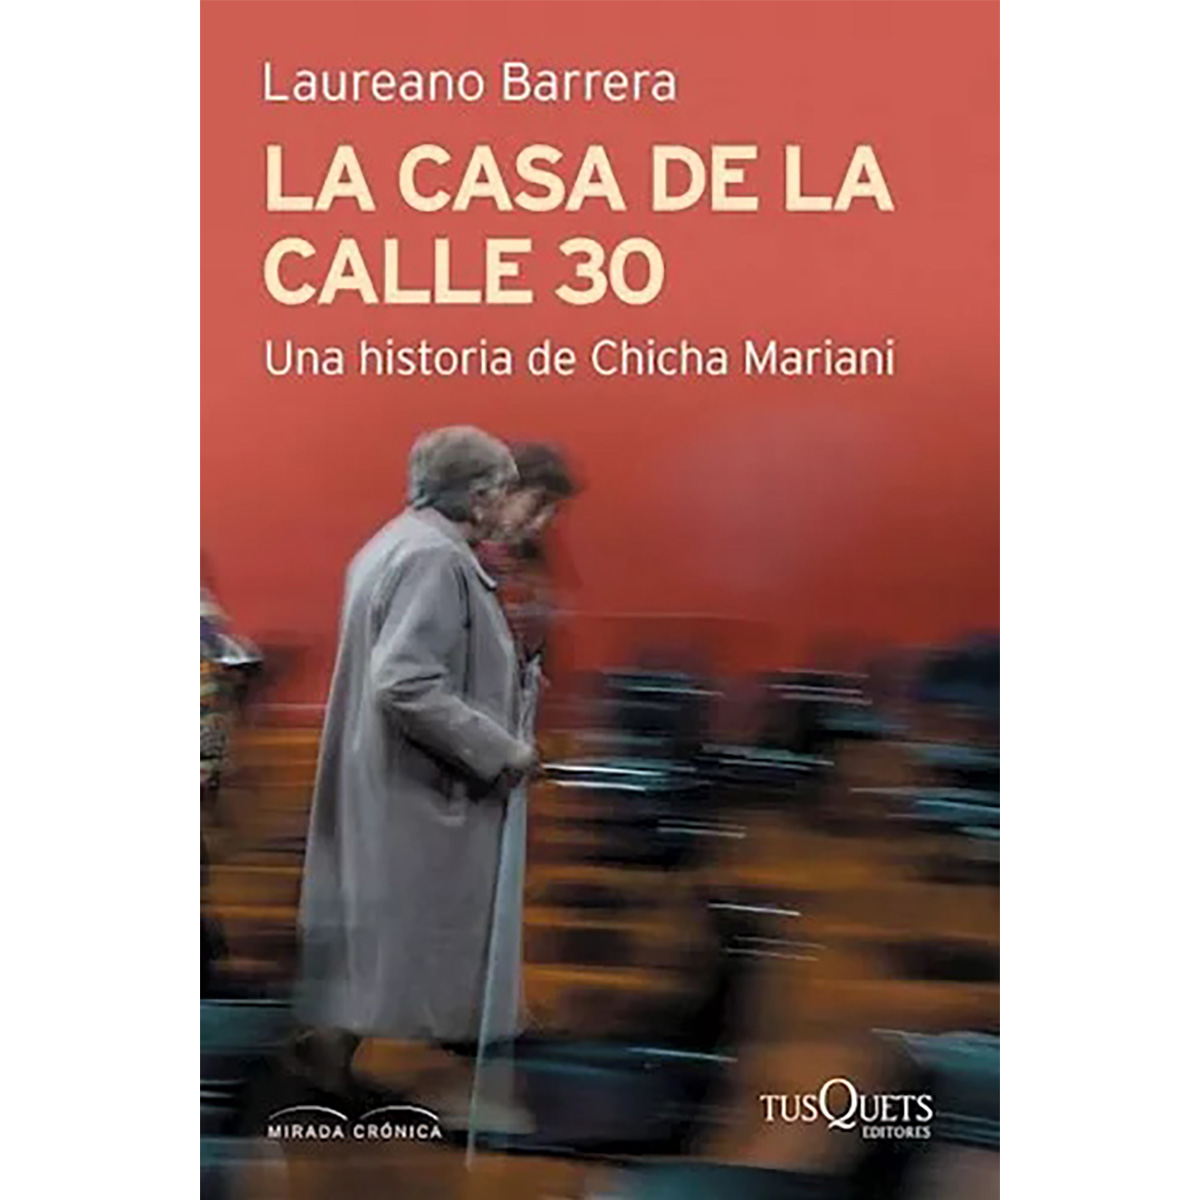 Laureano Barrera
LA CASA DE LA
CALLE 30
Una historia de Chicha Mariani
MIRADA CRÓNICA
TUSQUETS
EDITORES